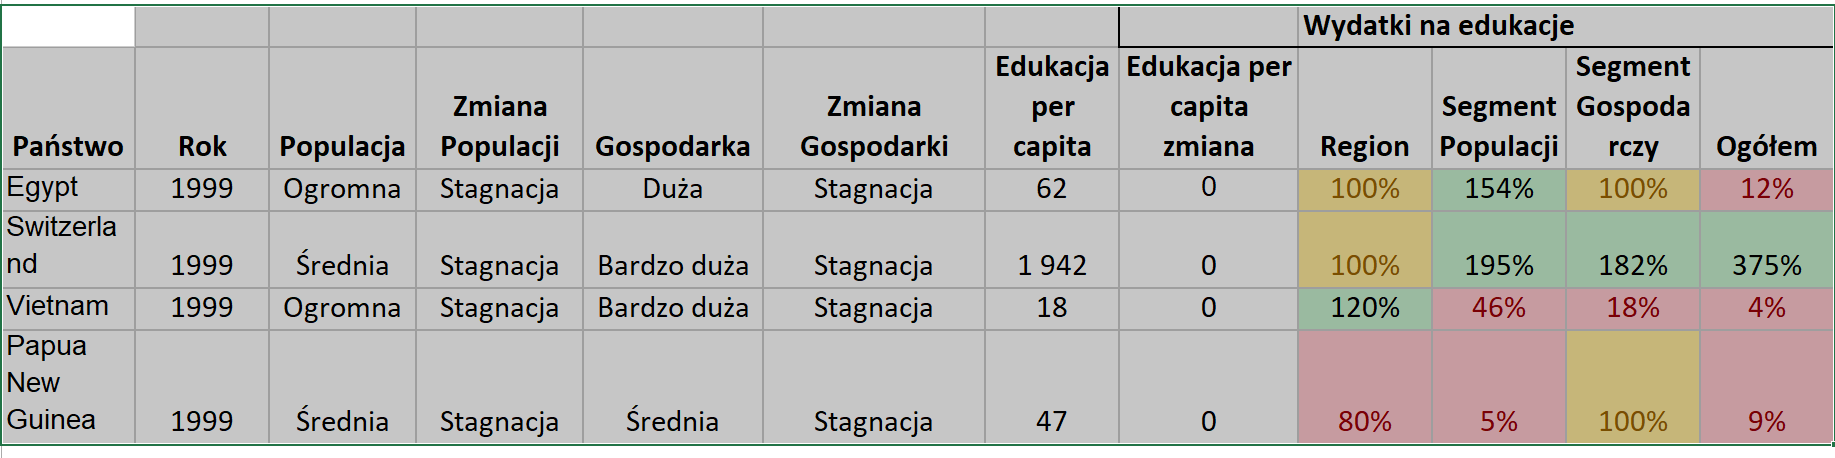 Wydatki na edukacje
Państwo Rok Populacja Zmiana Populacji Gospodarka Zmiana Gospodarki Edukacja per capita Edukacja per capita zmiana Region Segment Populacji Segment Gospodarczy Ogółem
Egypt 1999 Ogromna Stagnacja Duża Stagnacja 62 0 100% 154% 100% 12%
Switzerland 1999 Średnia Stagnacja Bardzo duża Stagnacja 1 942 0 100% 195% 182% 375%
Vietnam 1999 Ogromna Stagnacja Bardzo duża Stagnacja 18 0 120% 46% 18% 4%
Papua New Guinea 1999 Średnia Stagnacja Średnia Stagnacja 47 0 80% 5% 100% 9%